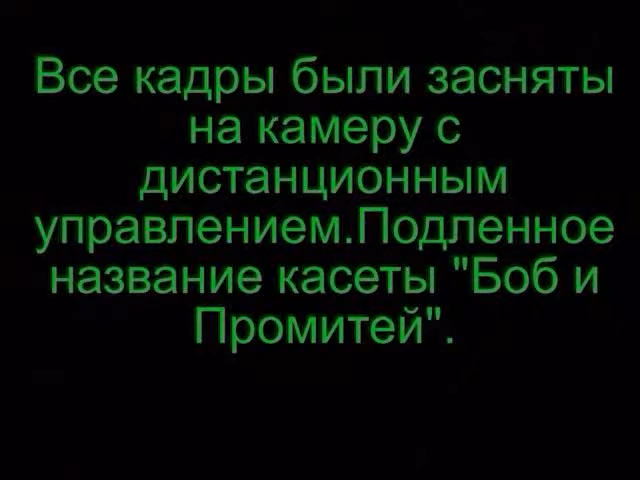 Все кадры были засняты
на камеру с
дистанционным
управлением.Подленное
название касеты "Боб и
Промитей".